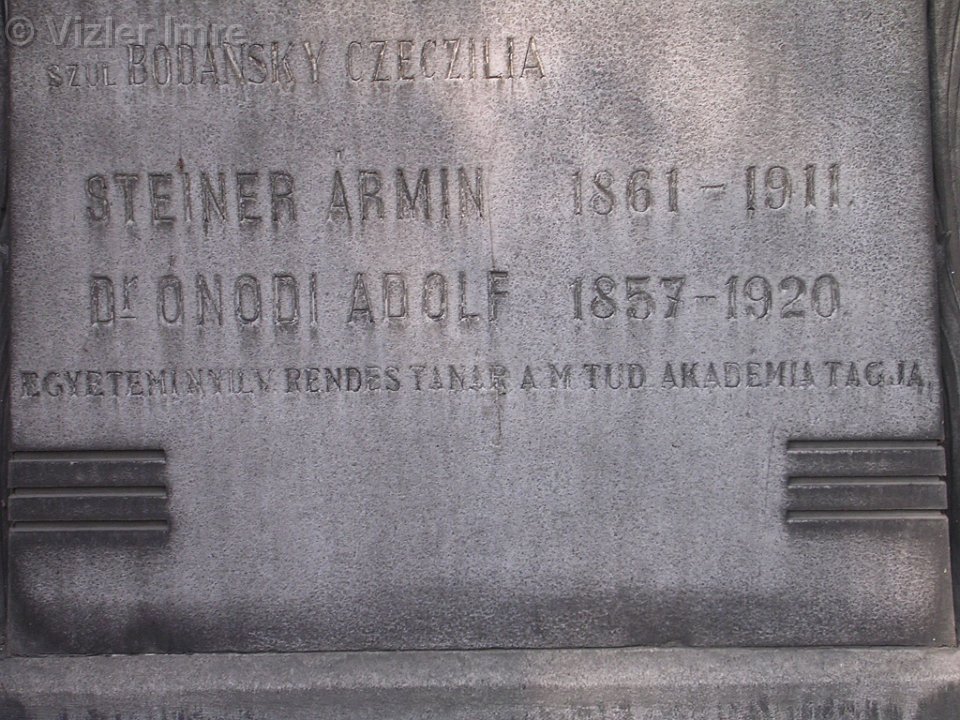 © Vizler Imre
SZÜL BODANSKY CZECZILIA
STEINER ÁRMIN 1861-1911.
Dr ÓNODI ADOLF 1857-1920.
EGYETEMI NYILV. RENDES TANÁR A M. TUD. AKADÉMIA TAGJA.